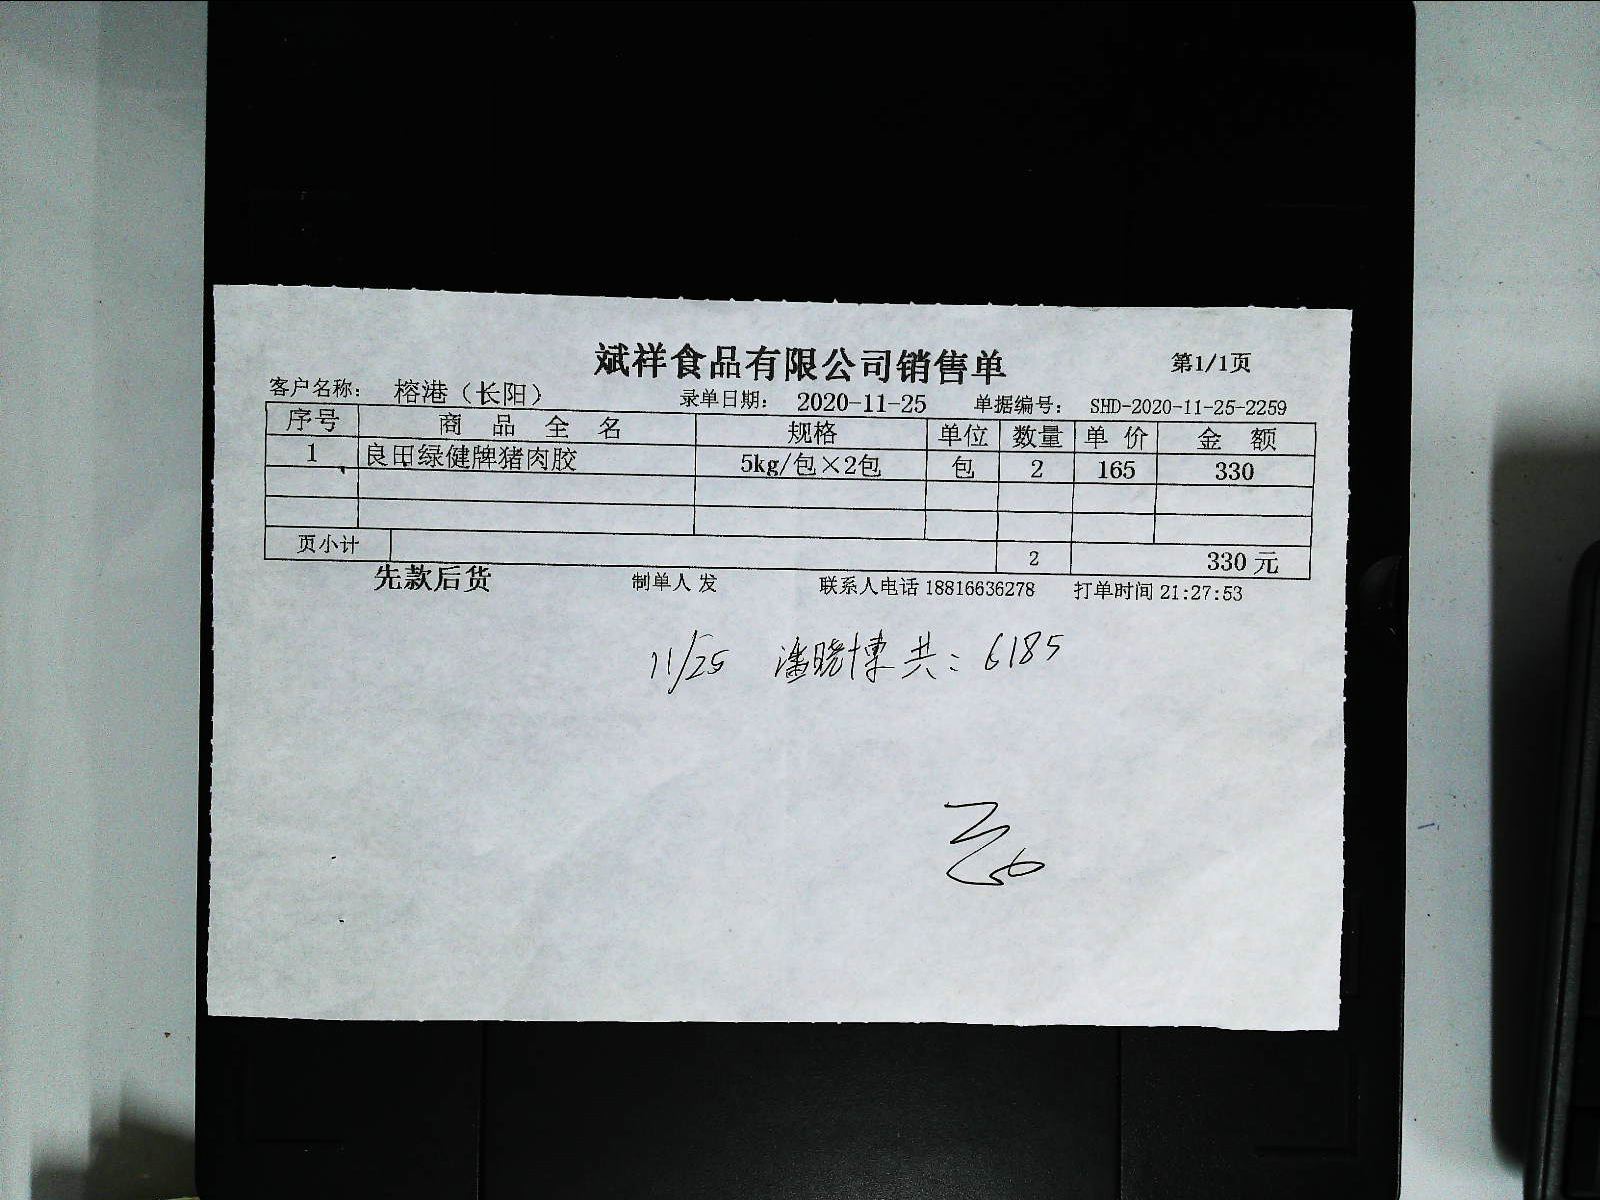 斌祥食品有限公司销售单 第1/1页
客户名称： 榕港（长阳） 录单日期： 2020-11-25 单据编号： SHD-2020-11-25-2259
序号 商品全名 规格 单位 数量 单价 金额
1 良田绿健牌猪肉胶 5kg/包×2包 包 2 165 330
页小计 2 330元
先款后货 制单人 发 联系人电话 18816636278 打单时间 21:27:53
11/25 潘晓博 共：6185